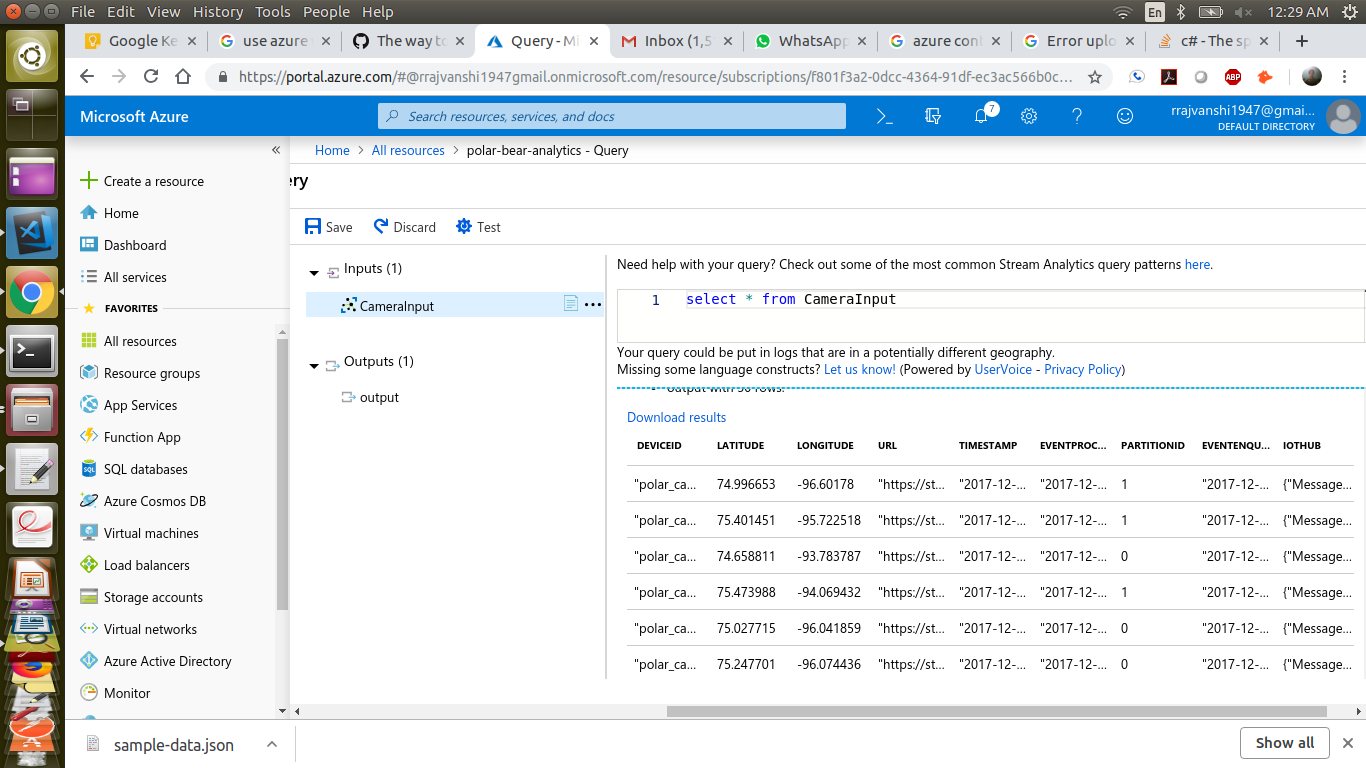 File Edit View History Tools People Help
En 12:29 AM
Google Ke
use azure
The way to
Query - Mi
Inbox (1,5
WhatsApp
azure con
Error uplo
c# - The sp
https://portal.azure.com/#@rrajvanshi1947gmail.onmicrosoft.com/resource/subscriptions/f801f3a2-0dcc-4364-91df-ec3ac566b0c...
ABP
Microsoft Azure
Search resources, services, and docs
7
rrajvanshi1947@gmai...
DEFAULT DIRECTORY
Home > All resources > polar-bear-analytics - Query
ery
Create a resource
Home
Dashboard
All services
FAVORITES
All resources
Resource groups
App Services
Function App
SQL databases
Azure Cosmos DB
Virtual machines
Load balancers
Storage accounts
Virtual networks
Azure Active Directory
Monitor
Save Discard Test
Inputs (1)
CameraInput
Outputs (1)
output
Need help with your query? Check out some of the most common Stream Analytics query patterns here.
1 select * from CameraInput
Your query could be put in logs that are in a potentially different geography.
Missing some language constructs? Let us know! (Powered by UserVoice - Privacy Policy)
Download results
DEVICEID LATITUDE LONGITUDE URL TIMESTAMP EVENTPROC... PARTITIONID EVENTENQU... IOTHUB
"polar_ca... 74.996653 -96.60178 "https://st... "2017-12-... "2017-12-... 1 "2017-12-... {"Message...
"polar_ca... 75.401451 -95.722518 "https://st... "2017-12-... "2017-12-... 1 "2017-12-... {"Message...
"polar_ca... 74.658811 -93.783787 "https://st... "2017-12-... "2017-12-... 0 "2017-12-... {"Message...
"polar_ca... 75.473988 -94.069432 "https://st... "2017-12-... "2017-12-... 1 "2017-12-... {"Message...
"polar_ca... 75.027715 -96.041859 "https://st... "2017-12-... "2017-12-... 0 "2017-12-... {"Message...
"polar_ca... 75.247701 -96.074436 "https://st... "2017-12-... "2017-12-... 0 "2017-12-... {"Message...
sample-data.json
Show all